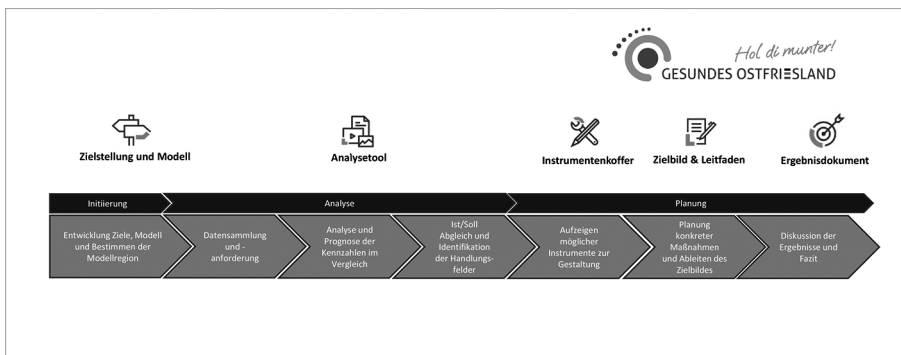 Hol di munter!
GESUNDES OSTFRIESLAND
Zielstellung und Modell
Analysetool
Instrumentenkoffer
Zielbild & Leitfaden
Ergebnisdokument
Initiierung
Analyse
Planung
Entwicklung Ziele, Modell
und Bestimmen der
Modellregion
Datensammlung
und -
anforderung
Analyse und
Prognose der
Kennzahlen im
Vergleich
Ist/Soll
Abgleich und
Identifikation
der Handlungs-
felder
Aufzeigen
möglicher
Instrumente zur
Gestaltung
Planung
konkreter
Maßnahmen
und Ableiten des
Zielbildes
Diskussion der
Ergebnisse und
Fazit